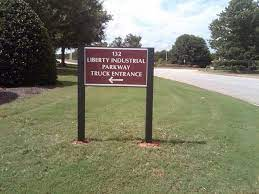 132
LIBERTY INDUSTRIAL
PARKWAY
TRUCK ENTRANCE